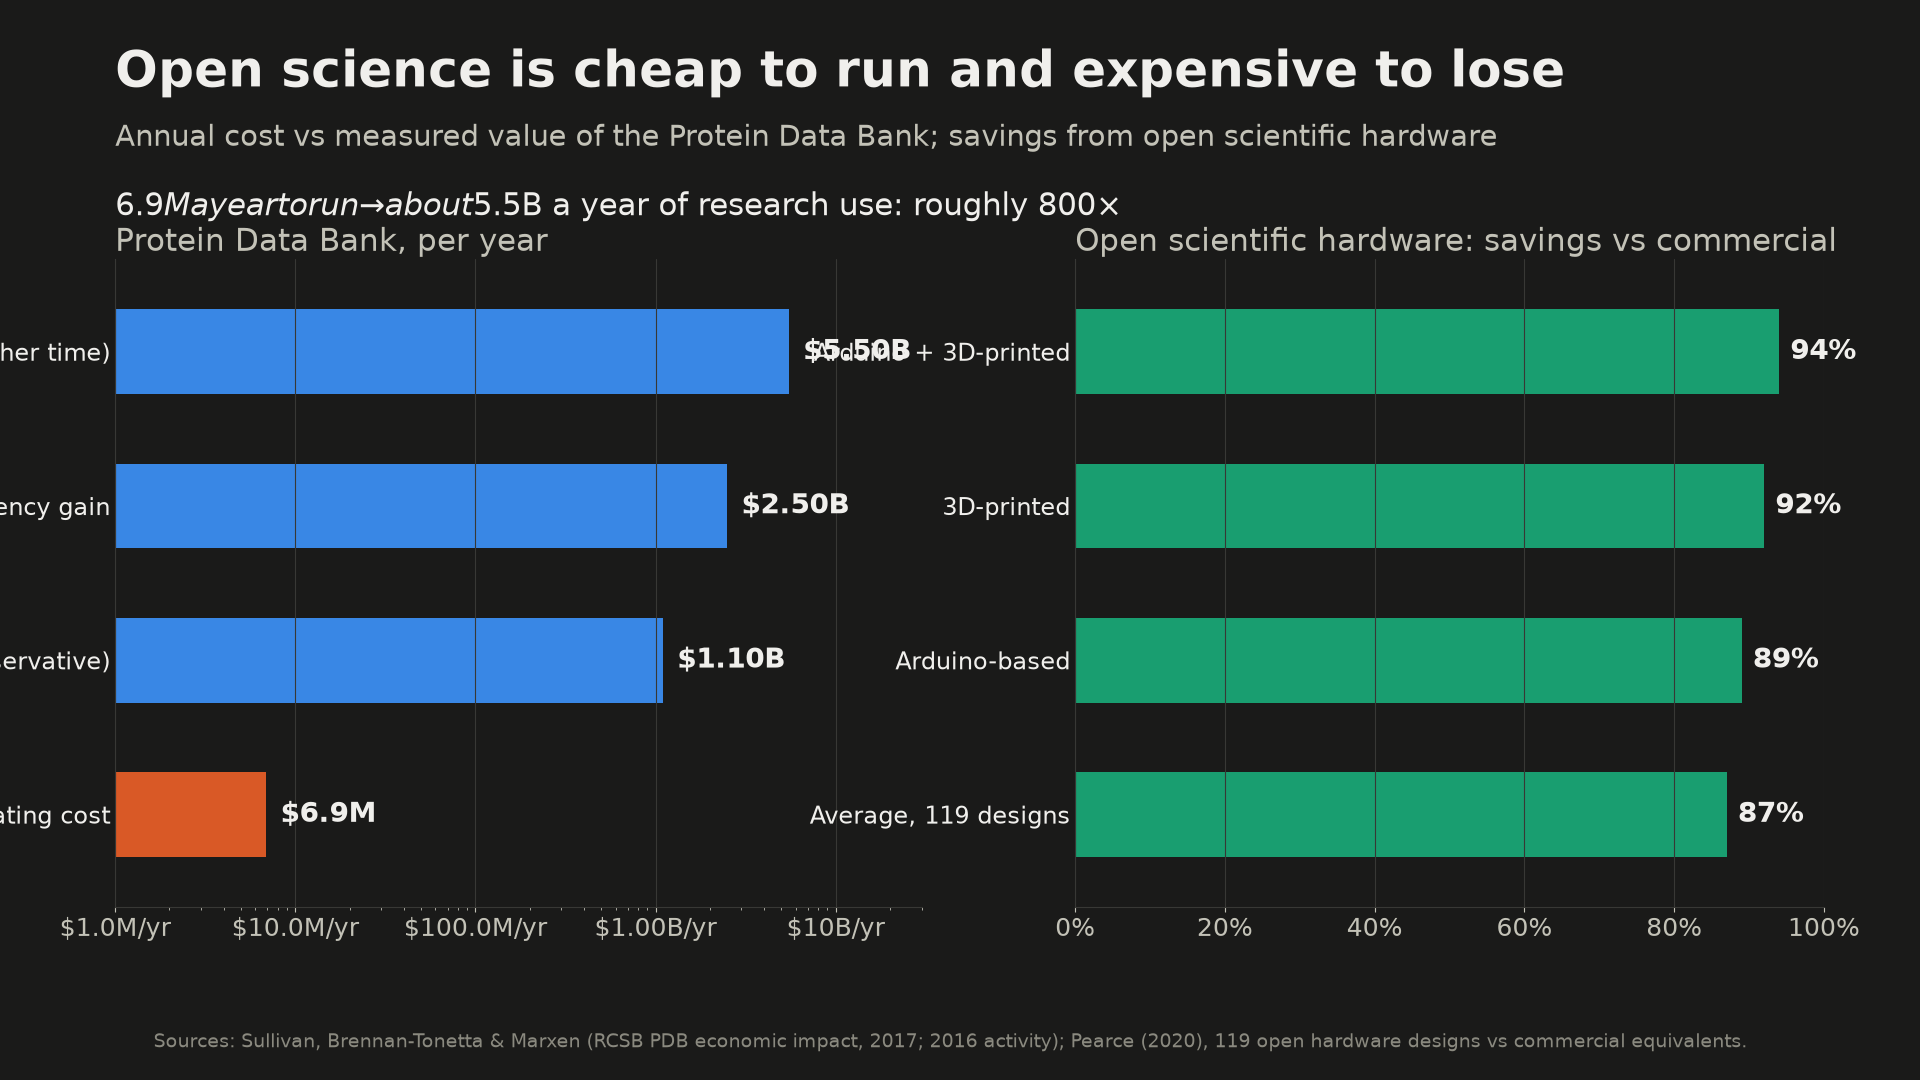 Open science is cheap to run and expensive to lose
Annual cost vs measured value of the Protein Data Bank; savings from open scientific hardware
6.9Mayeartorun→about5.5B a year of research use: roughly 800×
Protein Data Bank, per year
her time)
$5.50B
ency gain
$2.50B
servative)
$1.10B
ating cost
$6.9M
$1.0M/yr $10.0M/yr $100.0M/yr $1.00B/yr $10B/yr
Open scientific hardware: savings vs commercial
Arduino + 3D-printed
94%
3D-printed
92%
Arduino-based
89%
Average, 119 designs
87%
0% 20% 40% 60% 80% 100%
Sources: Sullivan, Brennan-Tonetta & Marxen (RCSB PDB economic impact, 2017; 2016 activity); Pearce (2020), 119 open hardware designs vs commercial equivalents.